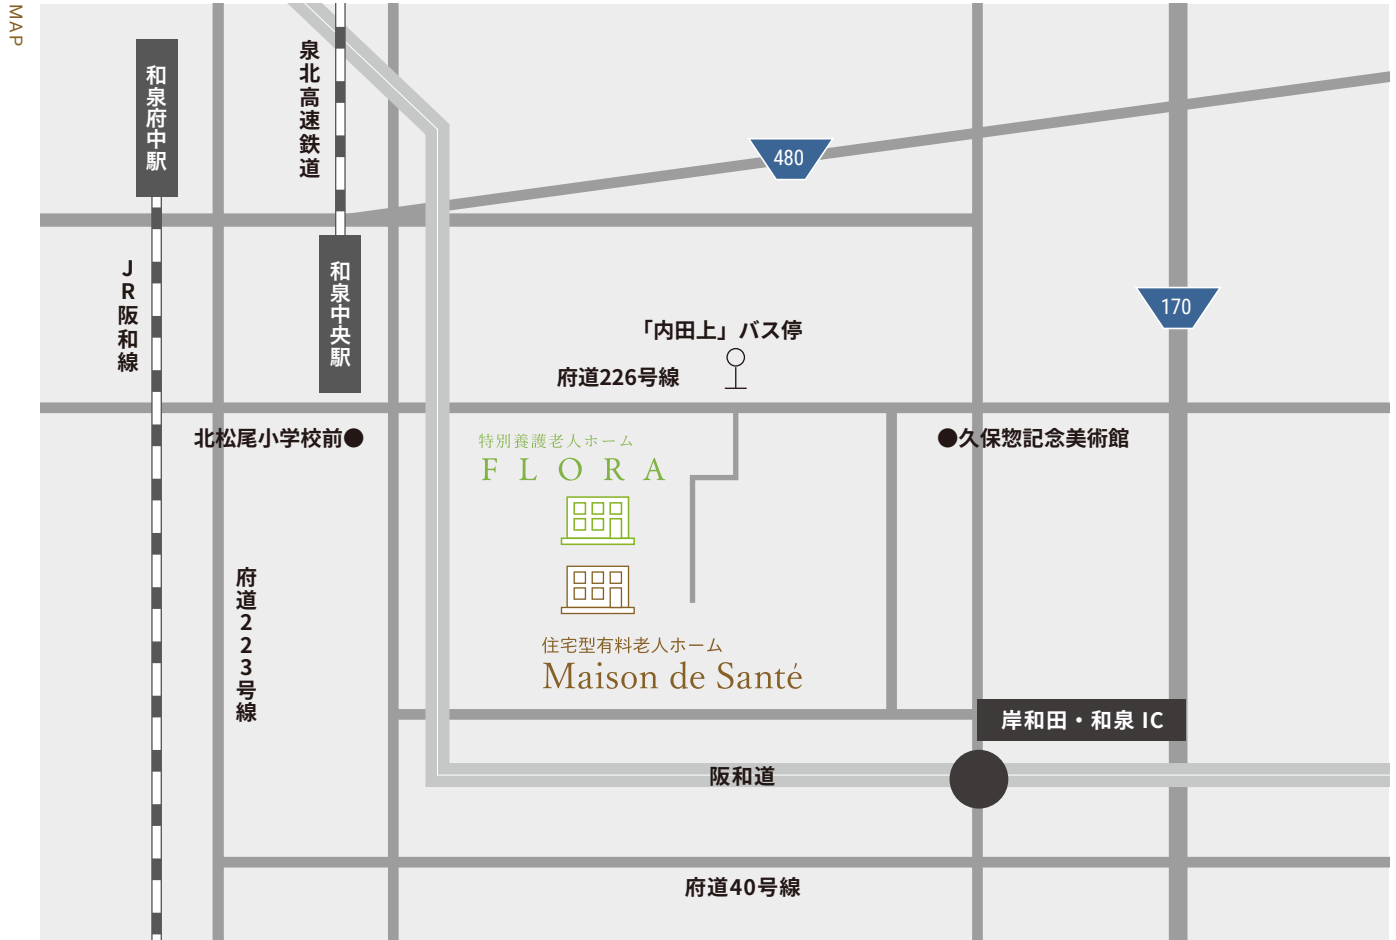 MAP
和泉府中駅
泉北高速鉄道
480
JR阪和線
和泉中央駅
170
「内田上」バス停
府道226号線
北松尾小学校前●
●久保惣記念美術館
特別養護老人ホーム
FLORA
府道223号線
住宅型有料老人ホーム
Maison de Santé
岸和田・和泉 IC
阪和道
府道40号線